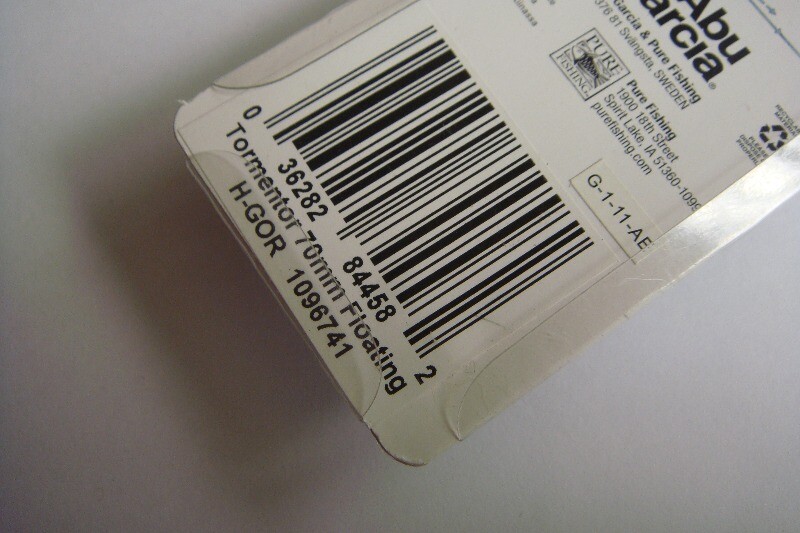 Abu
Garcia®
Garcia & Pure Fishing
376 81 Svängsta, SWEDEN
PURE
FISHING
Pure Fishing
1900 18th Street
Spirit Lake, IA 51360-1099
purefishing.com
G-1-11-AE
0 36282 84458 2
Tormentor 70mm Floating
H-GOR 1096741